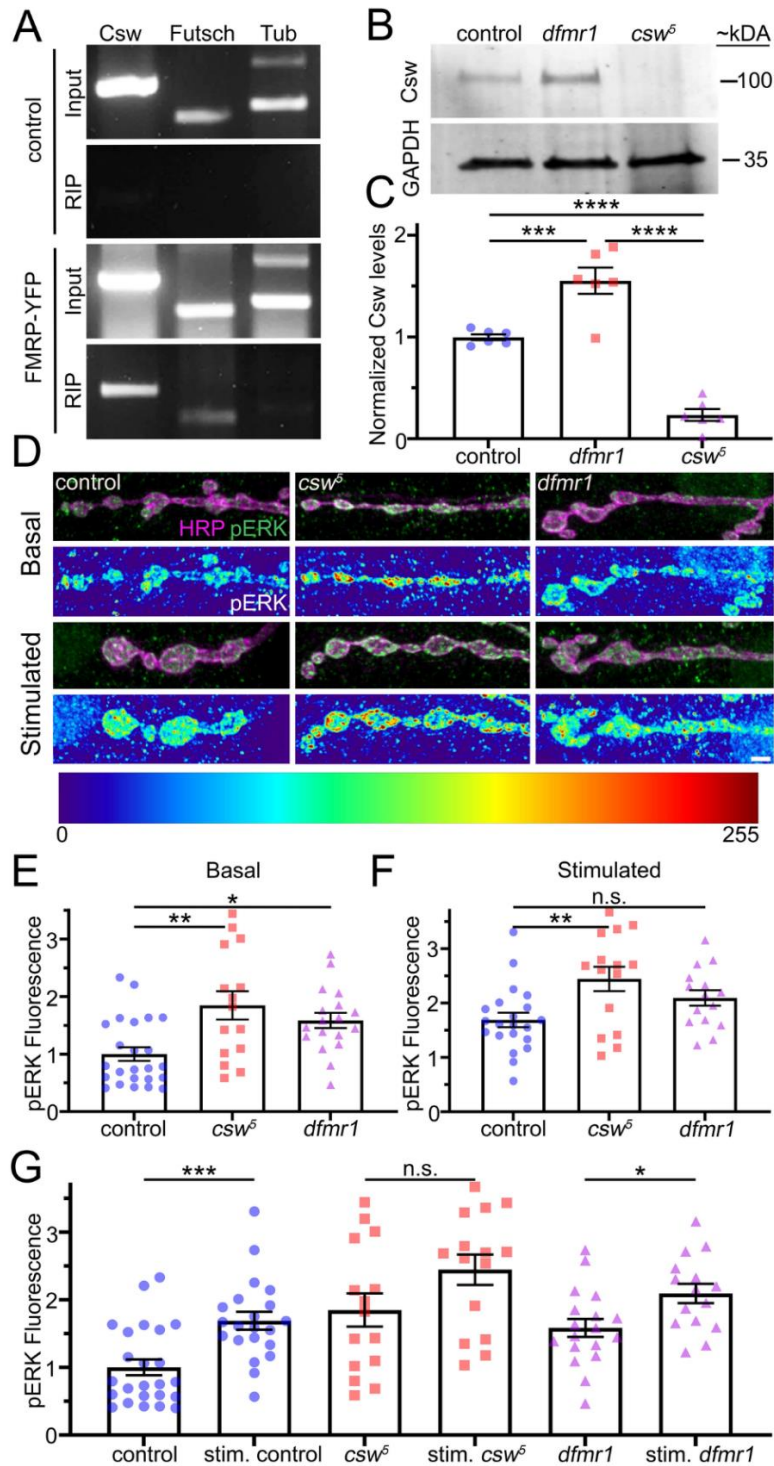 A
Csw Futsch Tub
control
Input
RIP
FMRP-YFP
Input
RIP
B
control dfmr1 csw⁵ ~kDA
Csw
100
GAPDH
35
C
****
*** ****
Normalized Csw levels
2
1
0
control dfmr1 csw⁵
D
control csw⁵ dfmr1
HRP pERK
Basal
pERK
Stimulated
0 255
E Basal
*
**
pERK Fluorescence
3
2
1
0
control csw⁵ dfmr1
F Stimulated
n.s.
**
pERK Fluorescence
3
2
1
0
control csw⁵ dfmr1
G
*** n.s. *
pERK Fluorescence
3
2
1
0
control stim. control csw⁵ stim. csw⁵ dfmr1 stim. dfmr1